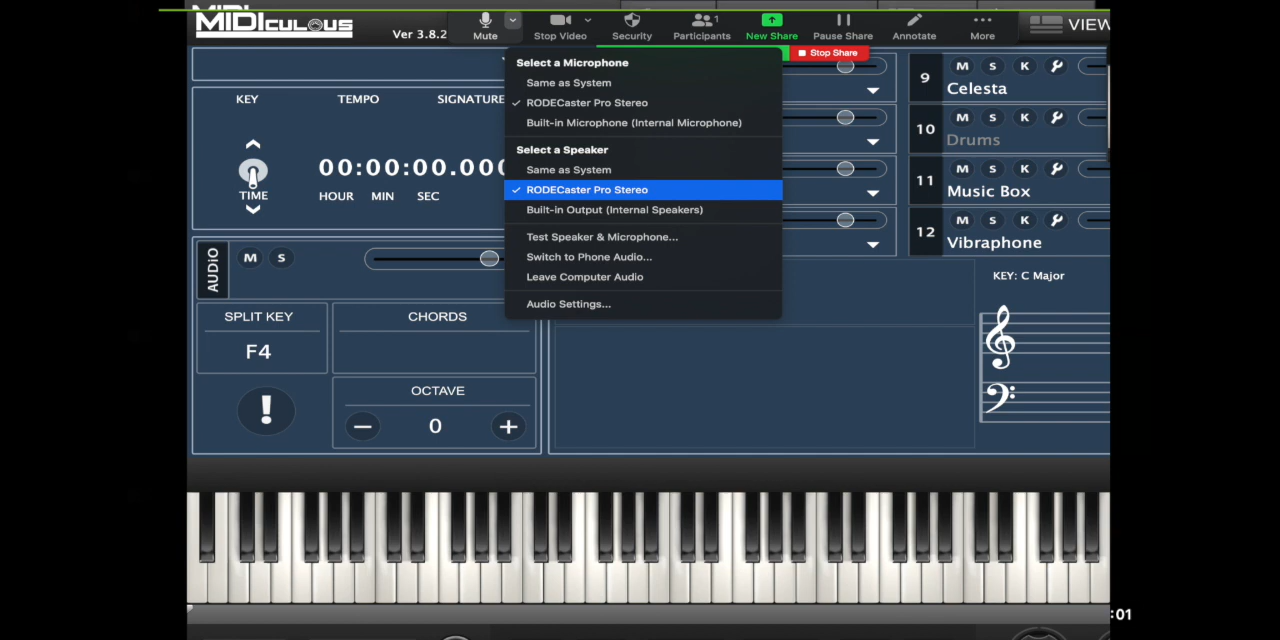 MIDiCULOUS
Ver 3.8.2
Mute
Stop Video
Security
Participants
1
New Share
Pause Share
Annotate
More
VIEW
Stop Share
Select a Microphone
Same as System
RODECaster Pro Stereo
Built-in Microphone (Internal Microphone)
Select a Speaker
Same as System
RODECaster Pro Stereo
Built-in Output (Internal Speakers)
Test Speaker & Microphone...
Switch to Phone Audio...
Leave Computer Audio
Audio Settings...
KEY
TEMPO
SIGNATURE
00:00:00.000
TIME
HOUR
MIN
SEC
AUDiO
M
S
SPLIT KEY
F4
!
CHORDS
OCTAVE
0
9
M S K
Celesta
10
M S K
Drums
11
M S K
Music Box
12
M S K
Vibraphone
KEY: C Major
:01